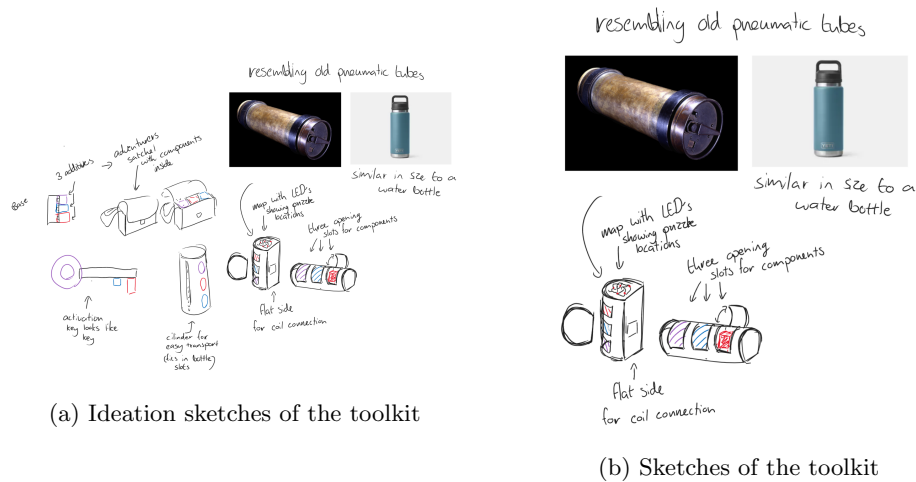 resembling old pneumatic tubes
YETI
similar in size to a
water bottle
3 additives
adventurers
satchel
with components
inside
Base
map with LED's
showing puzzle
locations
three opening
slots for components
activation
key looks like
key
cilinder for
easy transport
(fits in bottle)
slots
flat side
for coil connection
(a) Ideation sketches of the toolkit
resembling old pneumatic tubes
YETI
similar in size to a
water bottle
map with LED's
showing puzzle
locations
three opening
slots for components
flat side
for coil connection
(b) Sketches of the toolkit